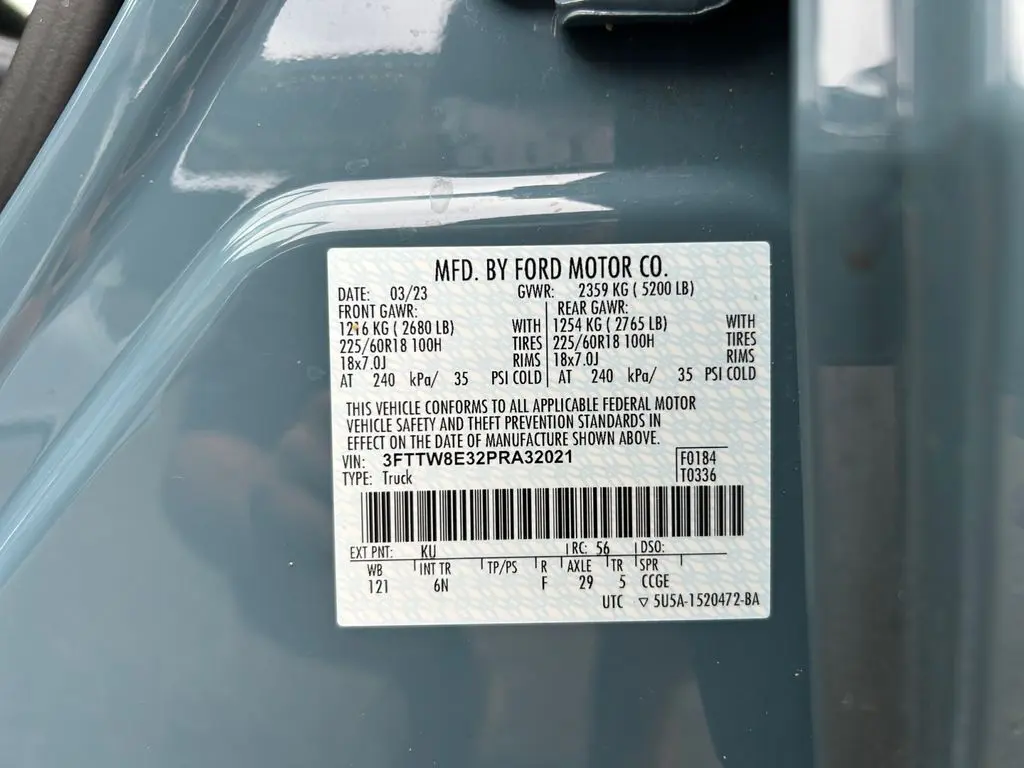 MFD. BY FORD MOTOR CO.
DATE: 03/23 GVWR: 2359 KG ( 5200 LB)
FRONT GAWR: REAR GAWR:
1216 KG ( 2680 LB) WITH 1254 KG ( 2765 LB) WITH
225/60R18 100H TIRES 225/60R18 100H TIRES
18x7.0J RIMS 18x7.0J RIMS
AT 240 kPa/ 35 PSI COLD AT 240 kPa/ 35 PSI COLD
THIS VEHICLE CONFORMS TO ALL APPLICABLE FEDERAL MOTOR
VEHICLE SAFETY AND THEFT PREVENTION STANDARDS IN
EFFECT ON THE DATE OF MANUFACTURE SHOWN ABOVE.
VIN: 3FTTW8E32PRA32021 F0184
TYPE: Truck T0336
EXT PNT: KU RC: 56 DSO:
WB INT TR TP/PS R AXLE TR SPR
121 6N F 29 5 CCGE
UTC ▽ 5U5A-1520472-BA